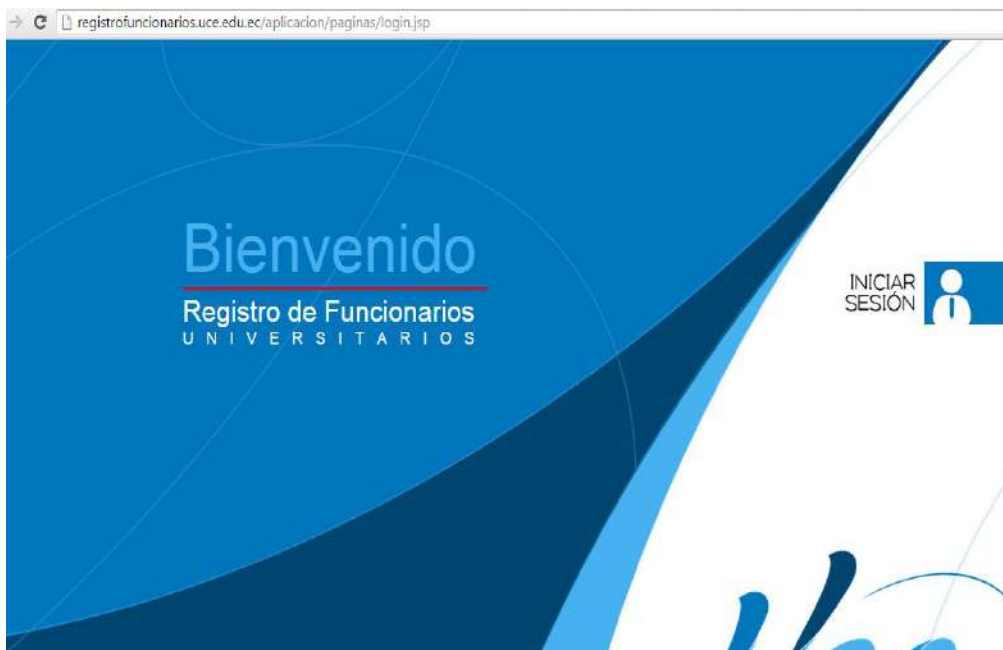 registrofuncionarios.uce.edu.ec/aplicacion/paginas/login.jsp
Bienvenido
Registro de Funcionarios
UNIVERSITARIOS
INICIAR
SESIÓN